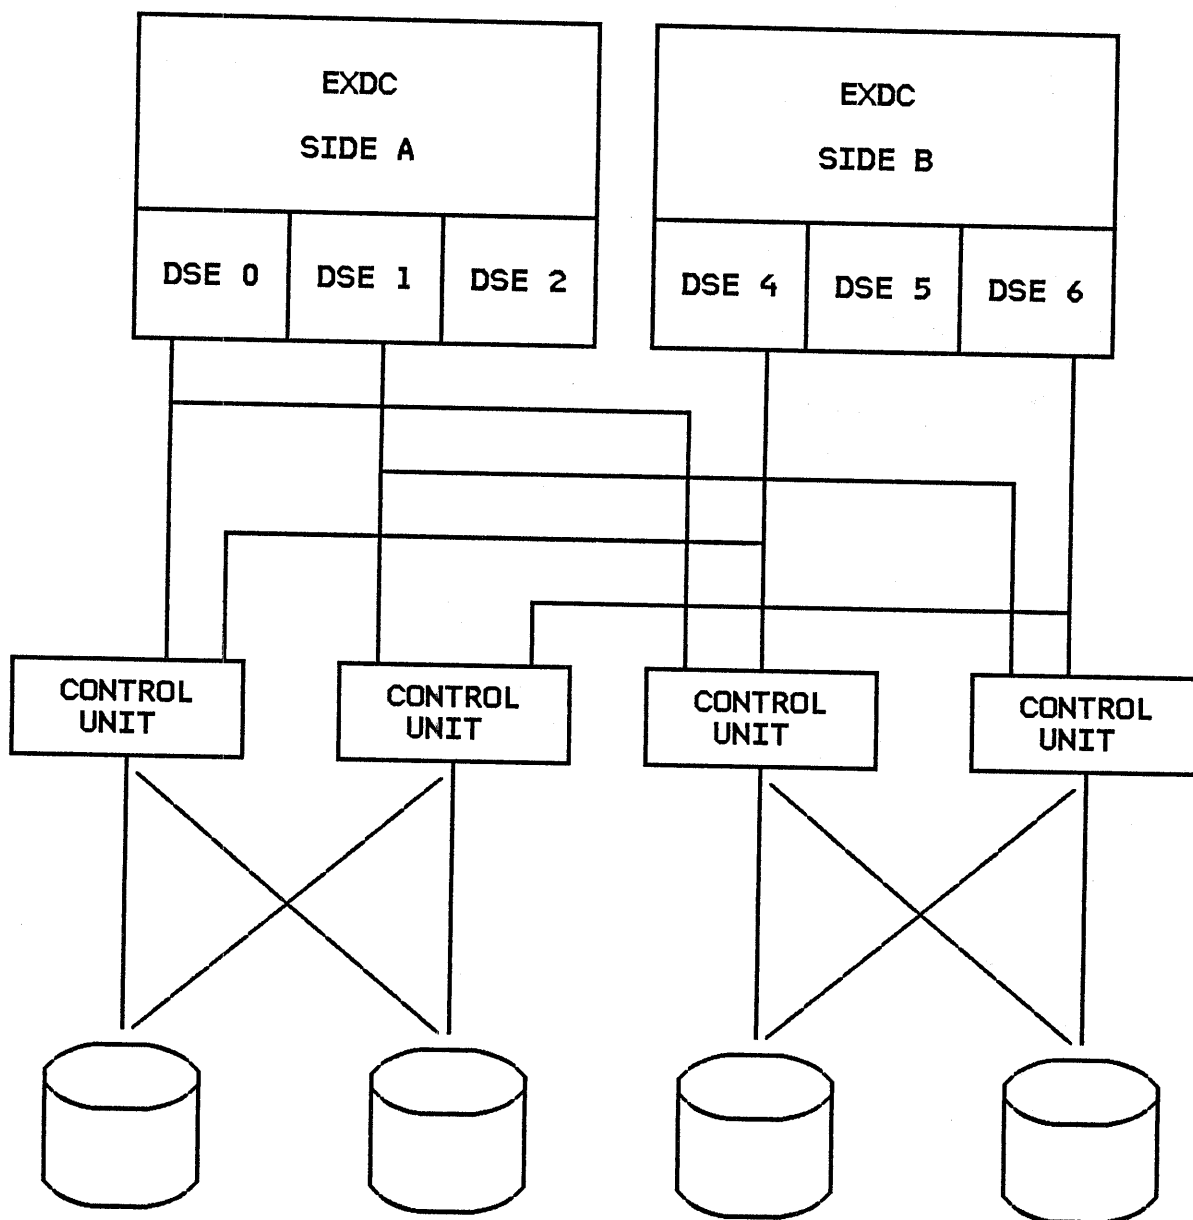 EXDC
SIDE A
EXDC
SIDE B
DSE 0
DSE 1
DSE 2
DSE 4
DSE 5
DSE 6
CONTROL
UNIT
CONTROL
UNIT
CONTROL
UNIT
CONTROL
UNIT